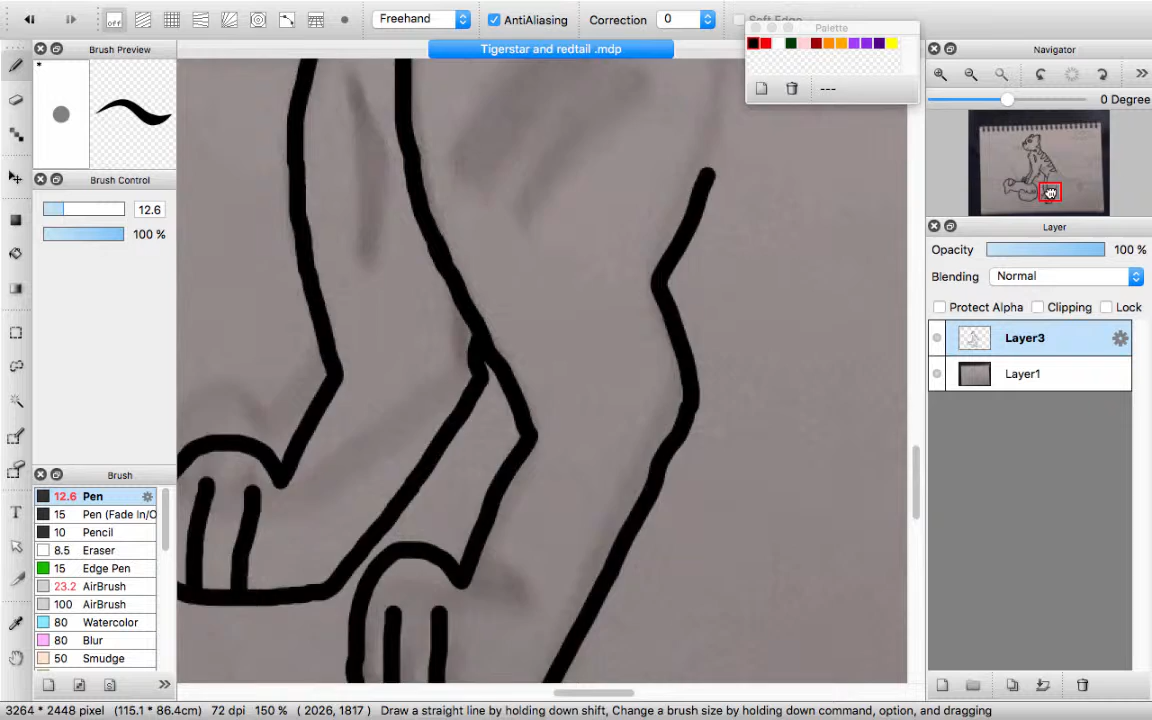 Freehand
AntiAliasing
Correction
0
Soft Edge
Tigerstar and redtail .mdp
Palette
---
Brush Preview
*
Brush Control
12.6
100 %
Brush
12.6 Pen
15 Pen (Fade In/O
10 Pencil
8.5 Eraser
15 Edge Pen
23.2 AirBrush
100 AirBrush
80 Watercolor
80 Blur
50 Smudge
T
Navigator
0 Degree
Layer
Opacity 100 %
Blending Normal
Protect Alpha Clipping Lock
Layer3
Layer1
3264 * 2448 pixel (115.1 * 86.4cm) 72 dpi 150 % ( 2026, 1817 ) Draw a straight line by holding down shift, Change a brush size by holding down command, option, and dragging